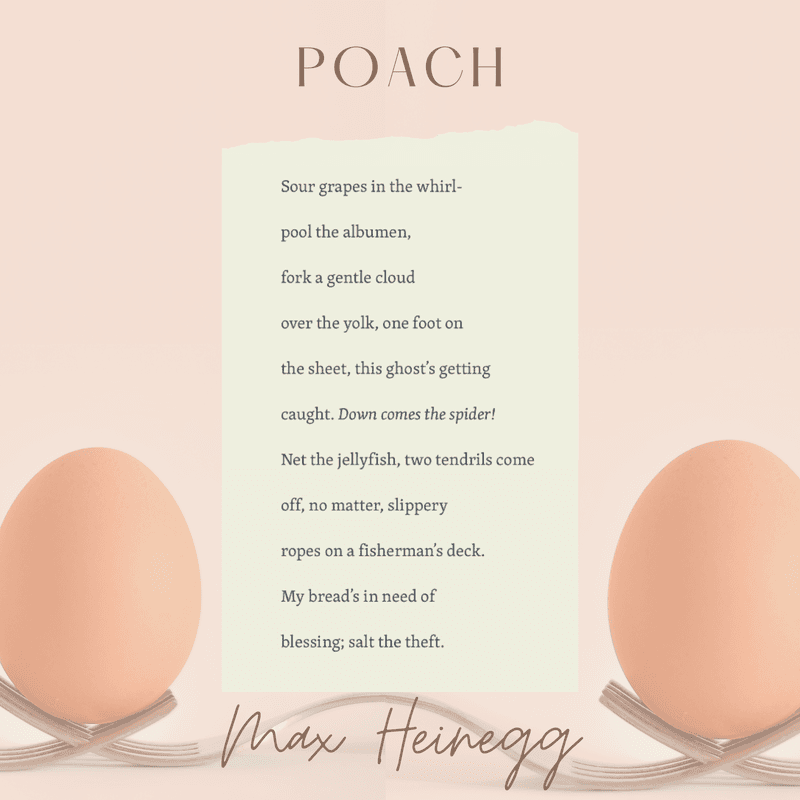 POACH
Sour grapes in the whirl-
pool the albumen,
fork a gentle cloud
over the yolk, one foot on
the sheet, this ghost’s getting
caught. Down comes the spider!
Net the jellyfish, two tendrils come
off, no matter, slippery
ropes on a fisherman’s deck.
My bread’s in need of
blessing; salt the theft.
Max Heinegg